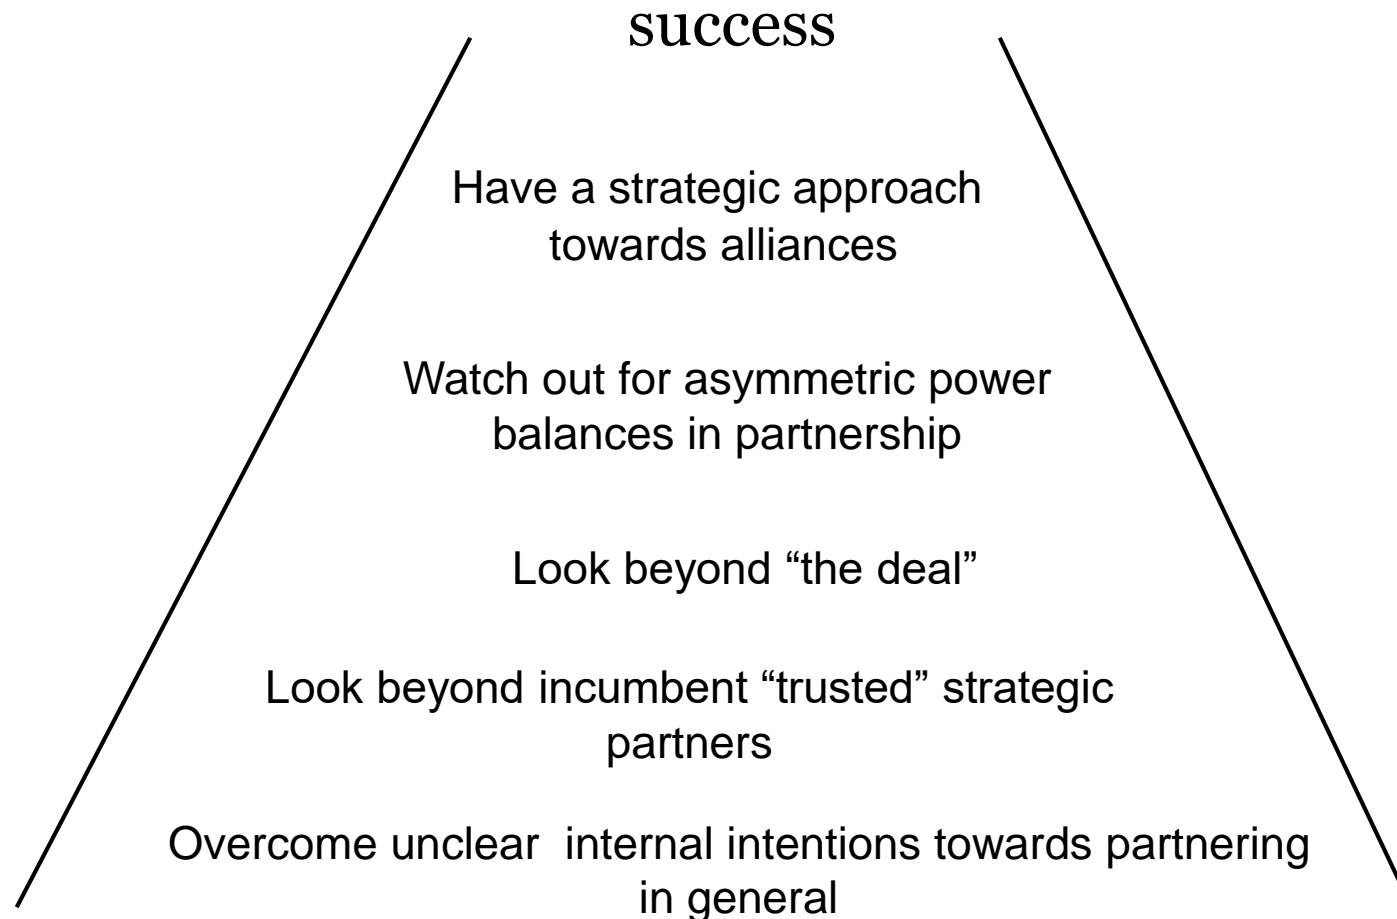 success
Have a strategic approach
towards alliances
Watch out for asymmetric power
balances in partnership
Look beyond “the deal”
Look beyond incumbent “trusted” strategic
partners
Overcome unclear  internal intentions towards partnering
in general